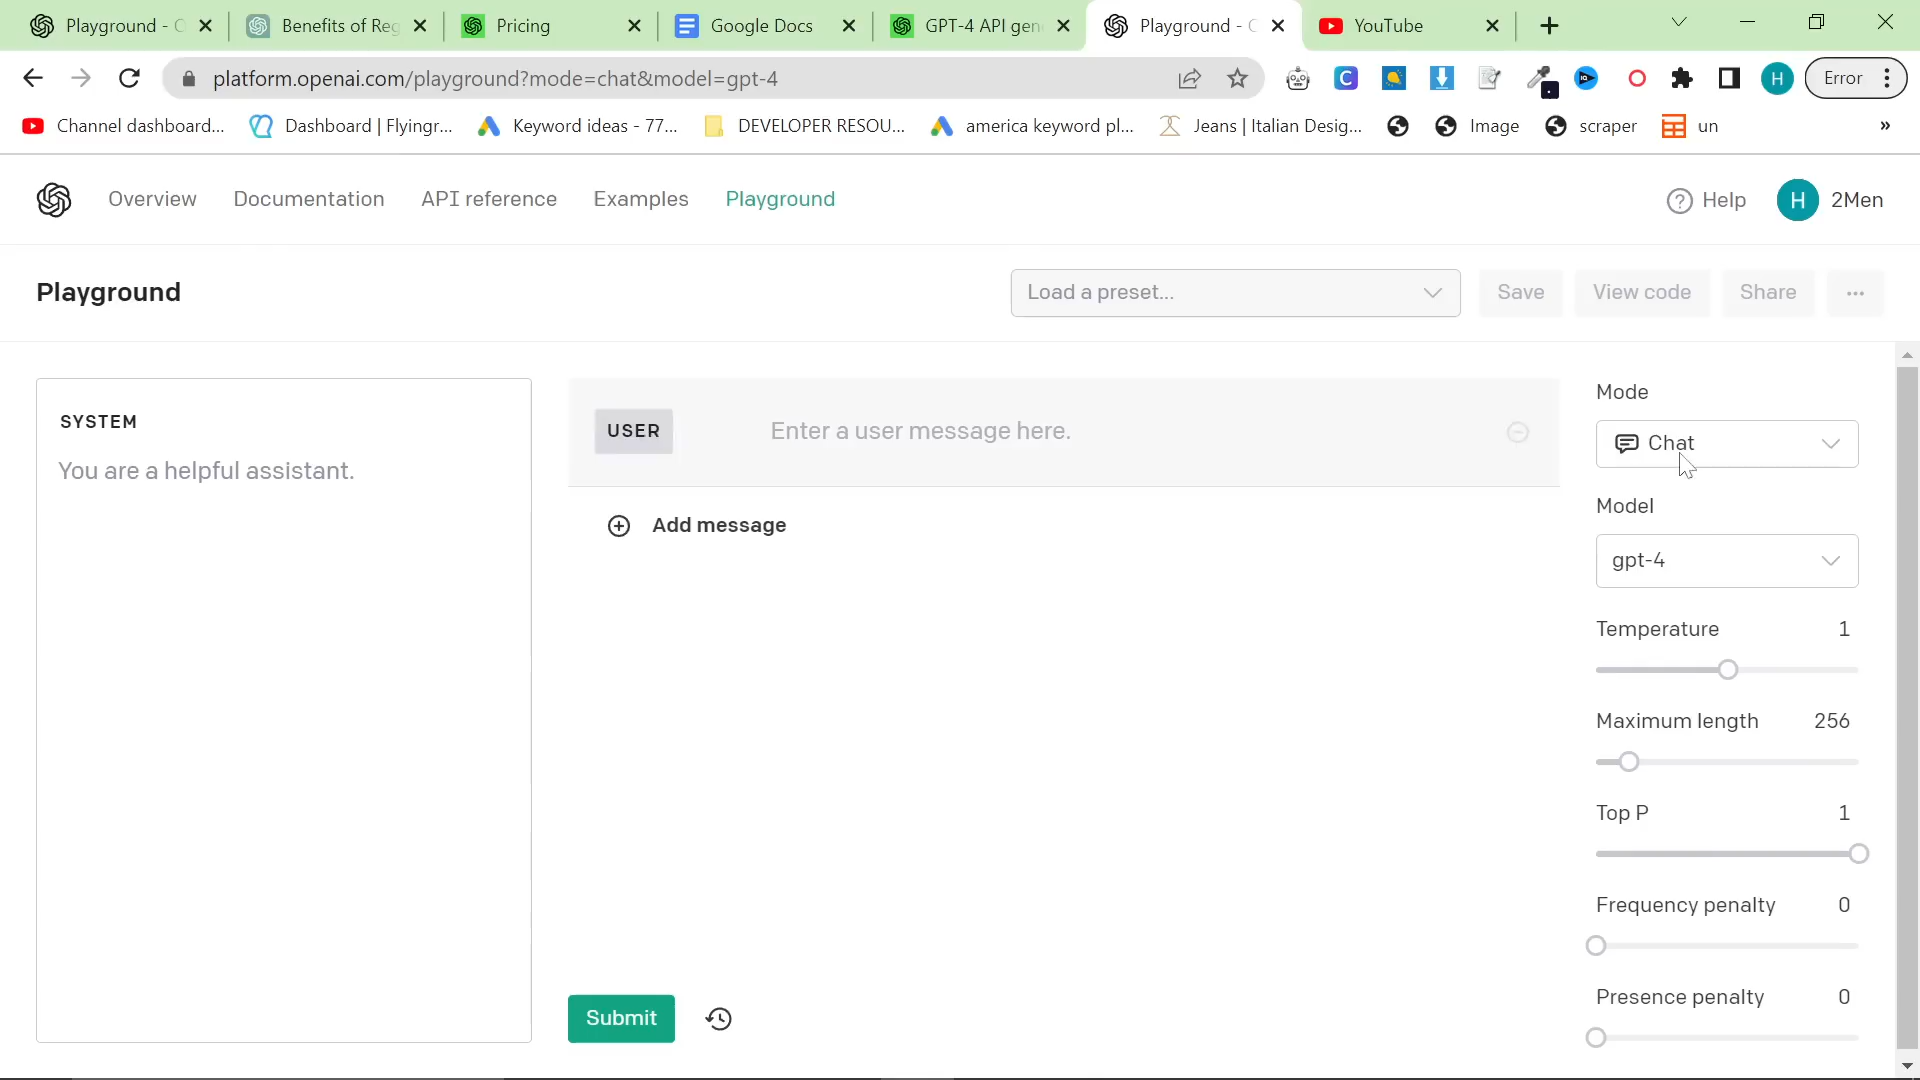 Playground - C
Benefits of Reg
Pricing
Google Docs
GPT-4 API gen
Playground - C
YouTube
platform.openai.com/playground?mode=chat&model=gpt-4
C
H
Error
Channel dashboard...
Dashboard | Flyingr...
Keyword ideas - 77...
DEVELOPER RESOU...
america keyword pl...
Jeans | Italian Desig...
Image
scraper
un
»
Overview
Documentation
API reference
Examples
Playground
Help
H
2Men
Playground
Load a preset...
Save
View code
Share
...
SYSTEM
You are a helpful assistant.
USER
Enter a user message here.
Add message
Submit
Mode
Chat
Model
gpt-4
Temperature 1
Maximum length 256
Top P 1
Frequency penalty 0
Presence penalty 0